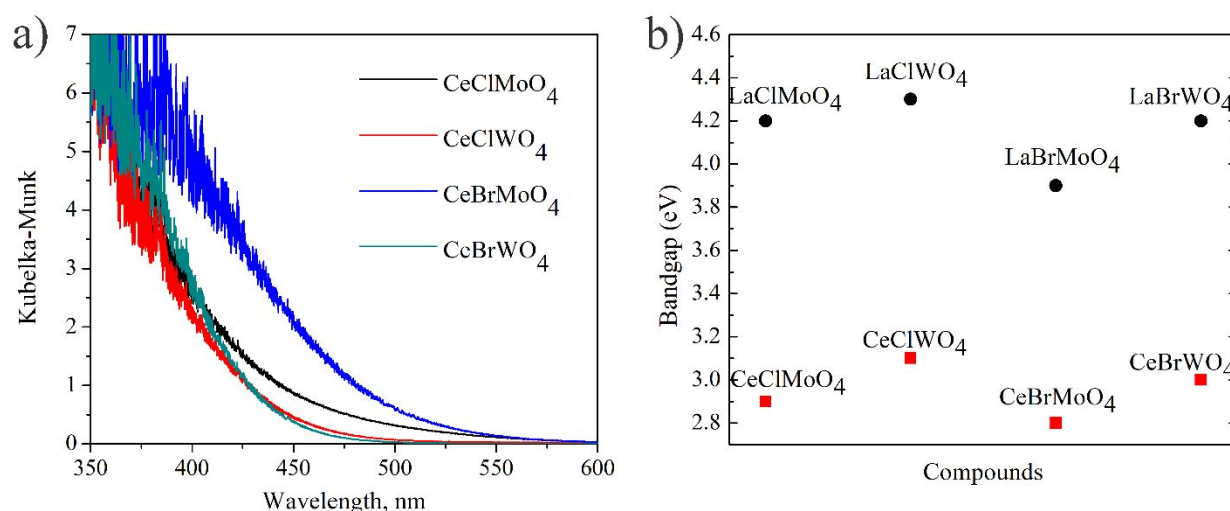 a)
7
6
5
4
3
2
1
0
Kubelka-Munk
CeClMoO4
CeClWO4
CeBrMoO4
CeBrWO4
350 400 450 500 550 600
Wavelength, nm
b)
4.6
4.4
4.2
4.0
3.8
3.6
3.4
3.2
3.0
2.8
Bandgap (eV)
LaClWO4
LaClMoO4
LaBrWO4
LaBrMoO4
CeClWO4
CeBrWO4
CeClMoO4
CeBrMoO4
Compounds